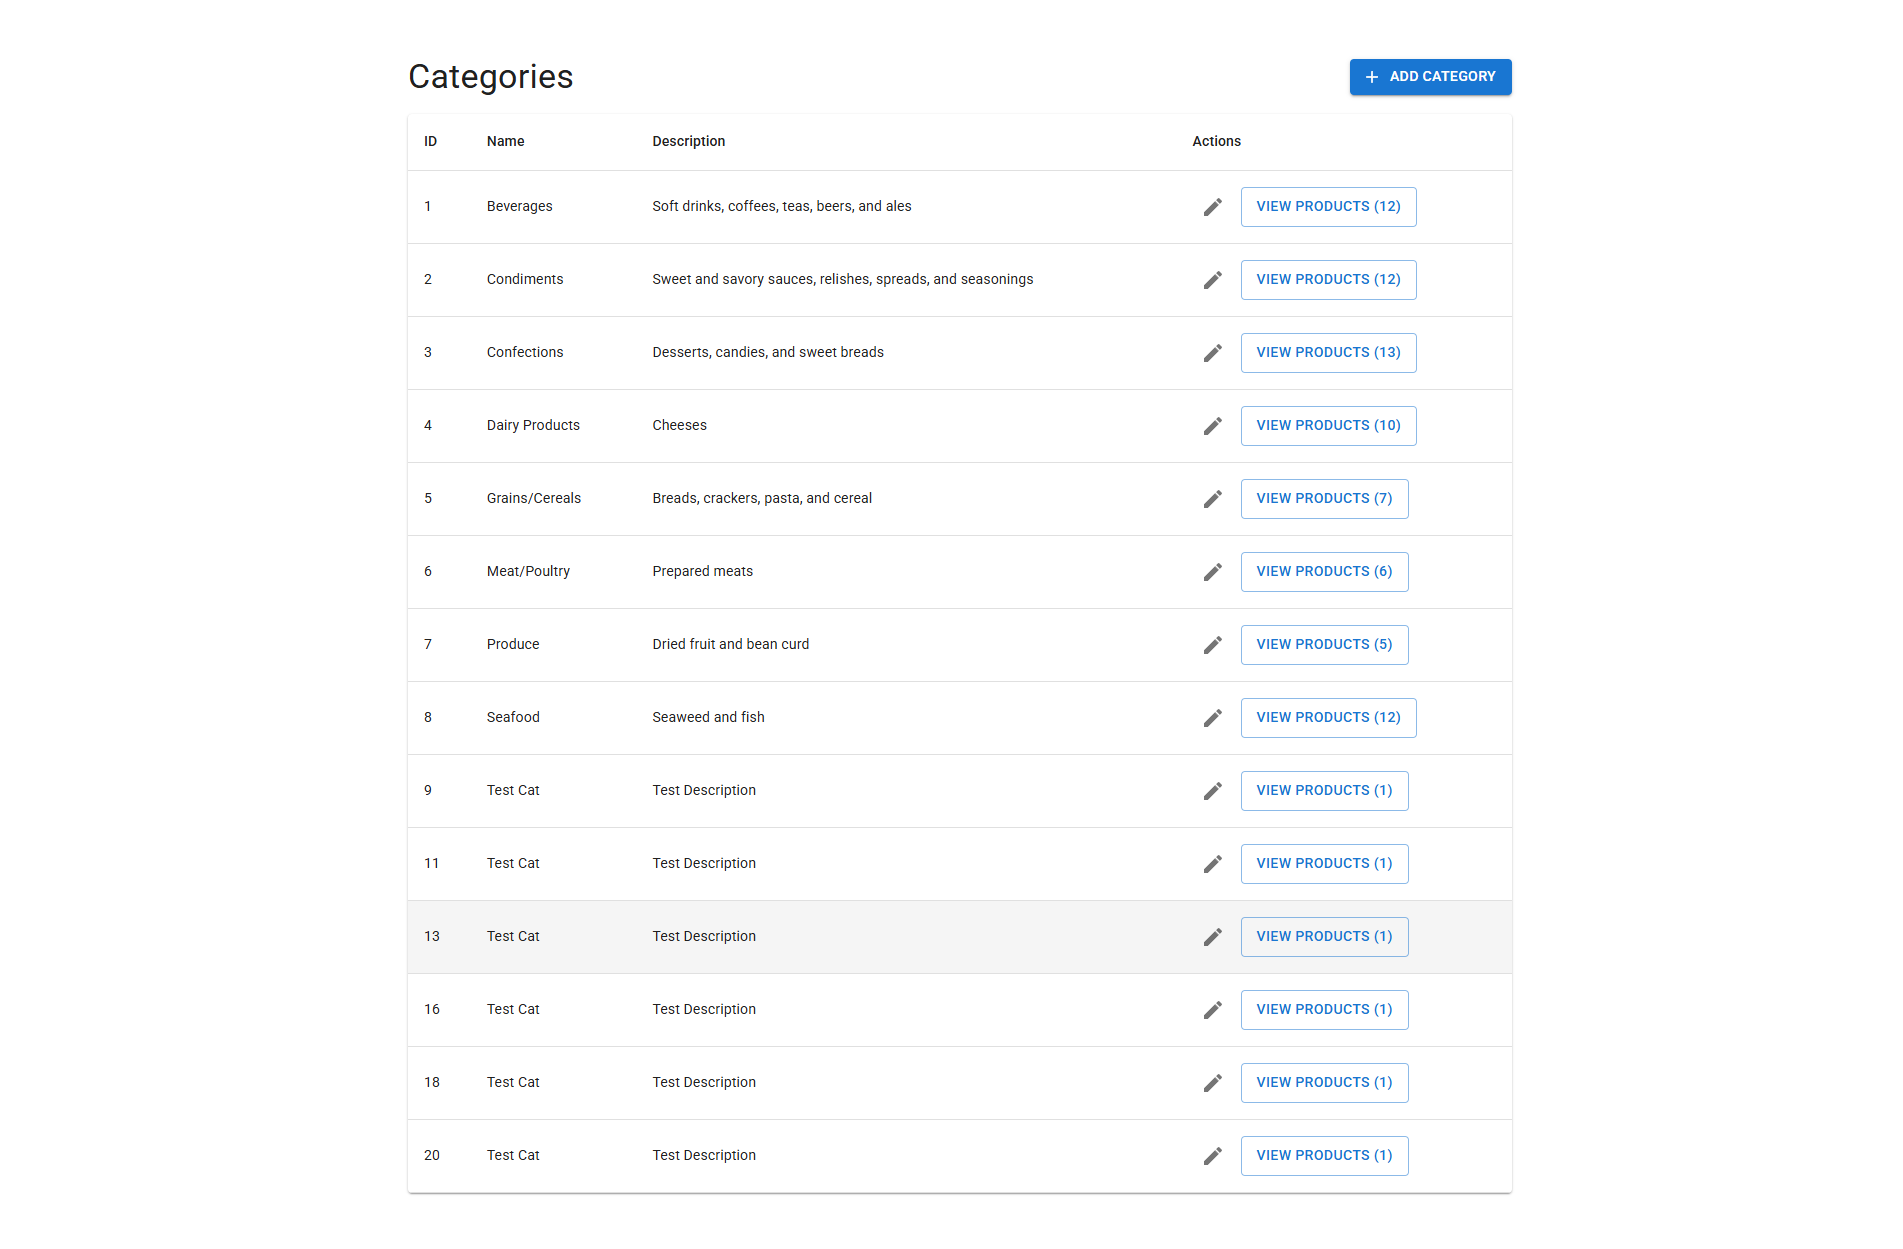 Categories
ADD CATEGORY
ID Name Description Actions
1 Beverages Soft drinks, coffees, teas, beers, and ales VIEW PRODUCTS (12)
2 Condiments Sweet and savory sauces, relishes, spreads, and seasonings VIEW PRODUCTS (12)
3 Confections Desserts, candies, and sweet breads VIEW PRODUCTS (13)
4 Dairy Products Cheeses VIEW PRODUCTS (10)
5 Grains/Cereals Breads, crackers, pasta, and cereal VIEW PRODUCTS (7)
6 Meat/Poultry Prepared meats VIEW PRODUCTS (6)
7 Produce Dried fruit and bean curd VIEW PRODUCTS (5)
8 Seafood Seaweed and fish VIEW PRODUCTS (12)
9 Test Cat Test Description VIEW PRODUCTS (1)
11 Test Cat Test Description VIEW PRODUCTS (1)
13 Test Cat Test Description VIEW PRODUCTS (1)
16 Test Cat Test Description VIEW PRODUCTS (1)
18 Test Cat Test Description VIEW PRODUCTS (1)
20 Test Cat Test Description VIEW PRODUCTS (1)